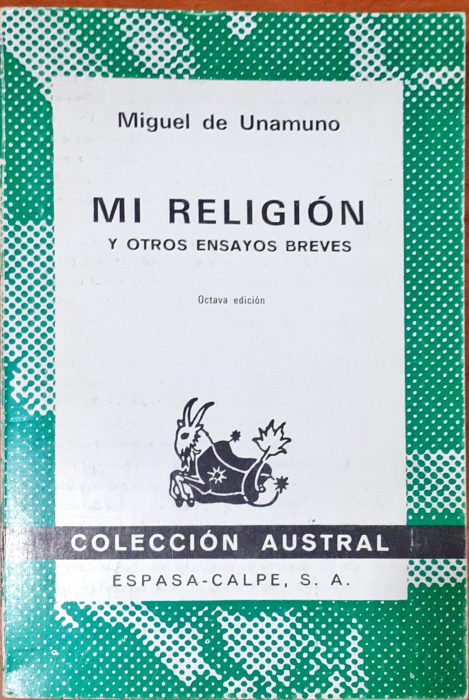 Miguel de Unamuno
MI RELIGIÓN
Y OTROS ENSAYOS BREVES
Octava edición
COLECCIÓN AUSTRAL
ESPASA-CALPE, S. A.